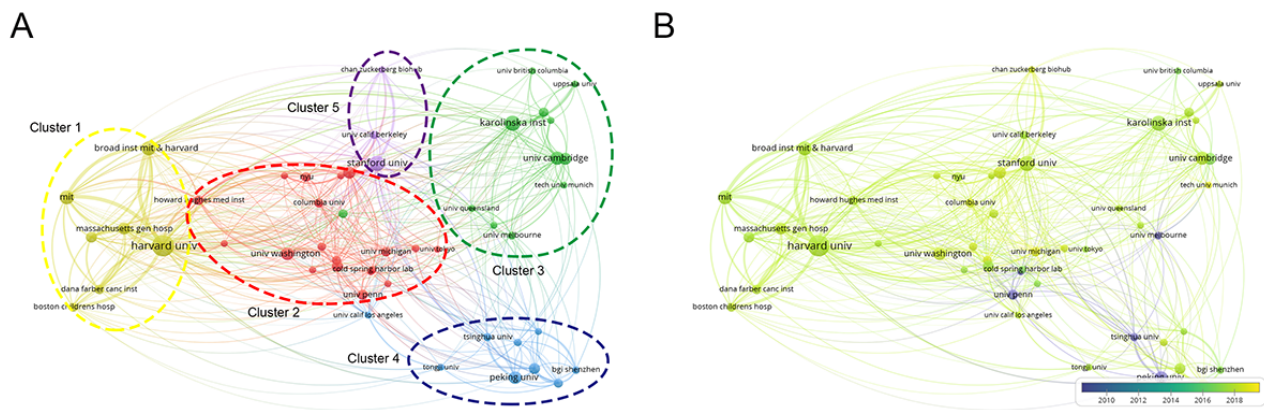 A
B
chan zuckerberg biohub
univ british columbia
uppsala univ
Cluster 5
karolinska inst
Cluster 1
univ calif berkeley
broad inst mit & harvard
stanford univ
univ cambridge
nyu
tech univ munich
mit
howard hughes med inst
columbia univ
univ queensland
massachusetts gen hosp
univ melbourne
harvard univ
univ washington
univ michigan
univ tokyo
cold spring harbor lab
Cluster 3
dana farber canc inst
univ penn
boston childrens hosp
Cluster 2
univ calif los angeles
tsinghua univ
Cluster 4
tongji univ
bgi shenzhen
peking univ
chan zuckerberg biohub
univ british columbia
uppsala univ
karolinska inst
univ calif berkeley
broad inst mit & harvard
stanford univ
univ cambridge
nyu
tech univ munich
mit
howard hughes med inst
columbia univ
univ queensland
massachusetts gen hosp
univ melbourne
harvard univ
univ washington
univ michigan
univ tokyo
cold spring harbor lab
dana farber canc inst
univ penn
boston childrens hosp
univ calif los angeles
tsinghua univ
tongji univ
bgi shenzhen
peking univ
2010 2012 2014 2016 2018